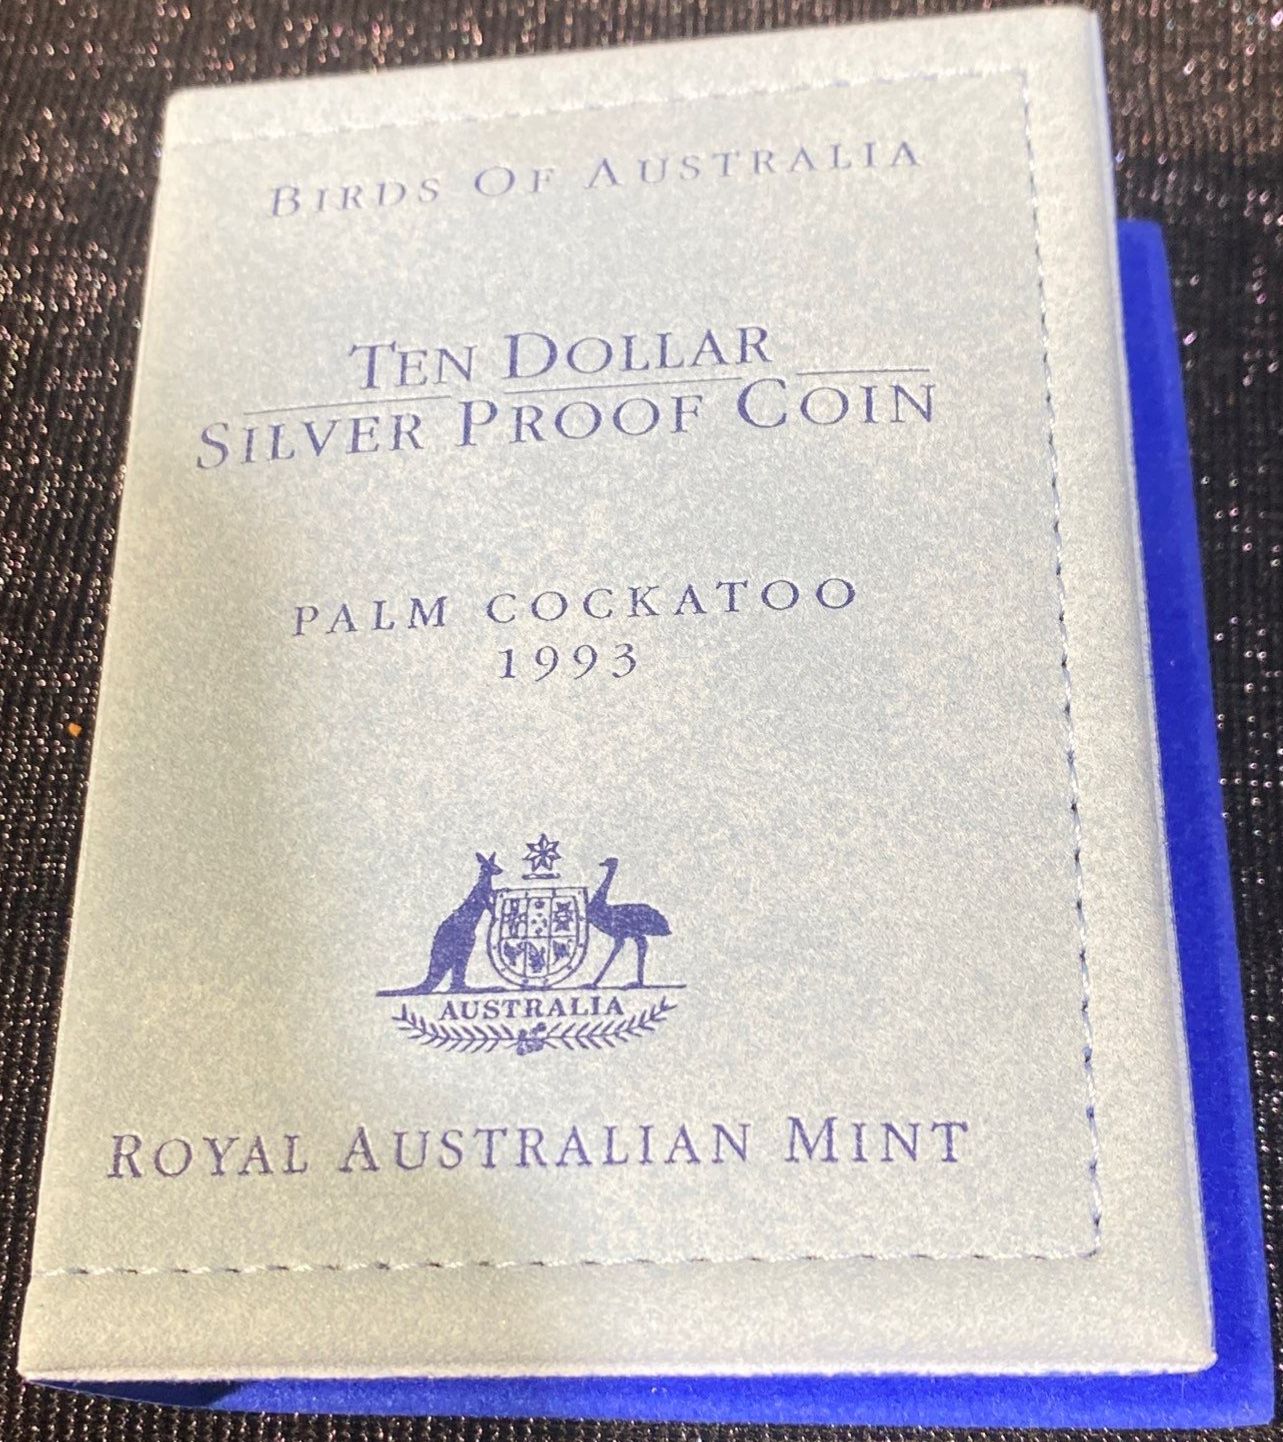 BIRDS OF AUSTRALIA
TEN DOLLAR
SILVER PROOF COIN
PALM COCKATOO
1993
AUSTRALIA
ROYAL AUSTRALIAN MINT